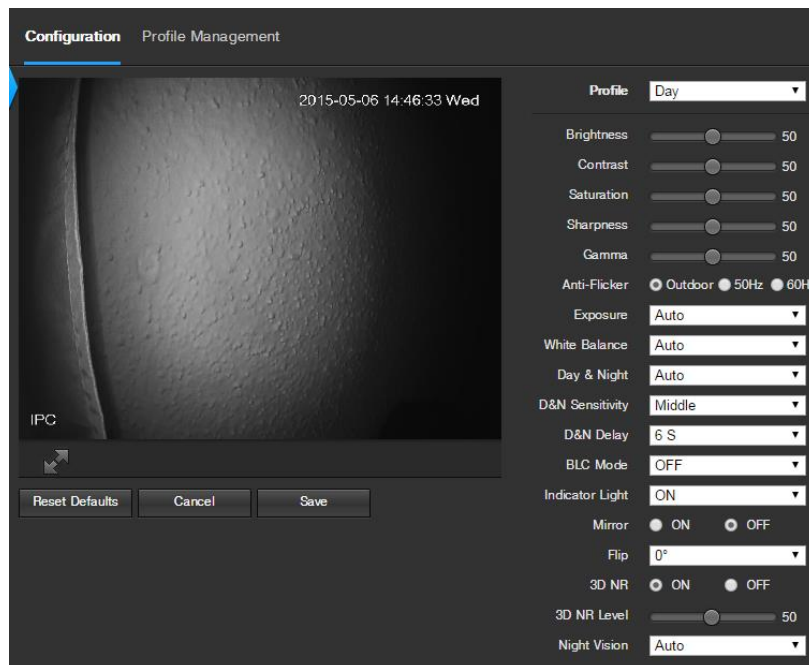 Configuration Profile Management
2015-05-06 14:46:33 Wed
IPC
Reset Defaults Cancel Save
Profile Day
Brightness 50
Contrast 50
Saturation 50
Sharpness 50
Gamma 50
Anti-Flicker Outdoor 50Hz 60H
Exposure Auto
White Balance Auto
Day & Night Auto
D&N Sensitivity Middle
D&N Delay 6 S
BLC Mode OFF
Indicator Light ON
Mirror ON OFF
Flip 0°
3D NR ON OFF
3D NR Level 50
Night Vision Auto